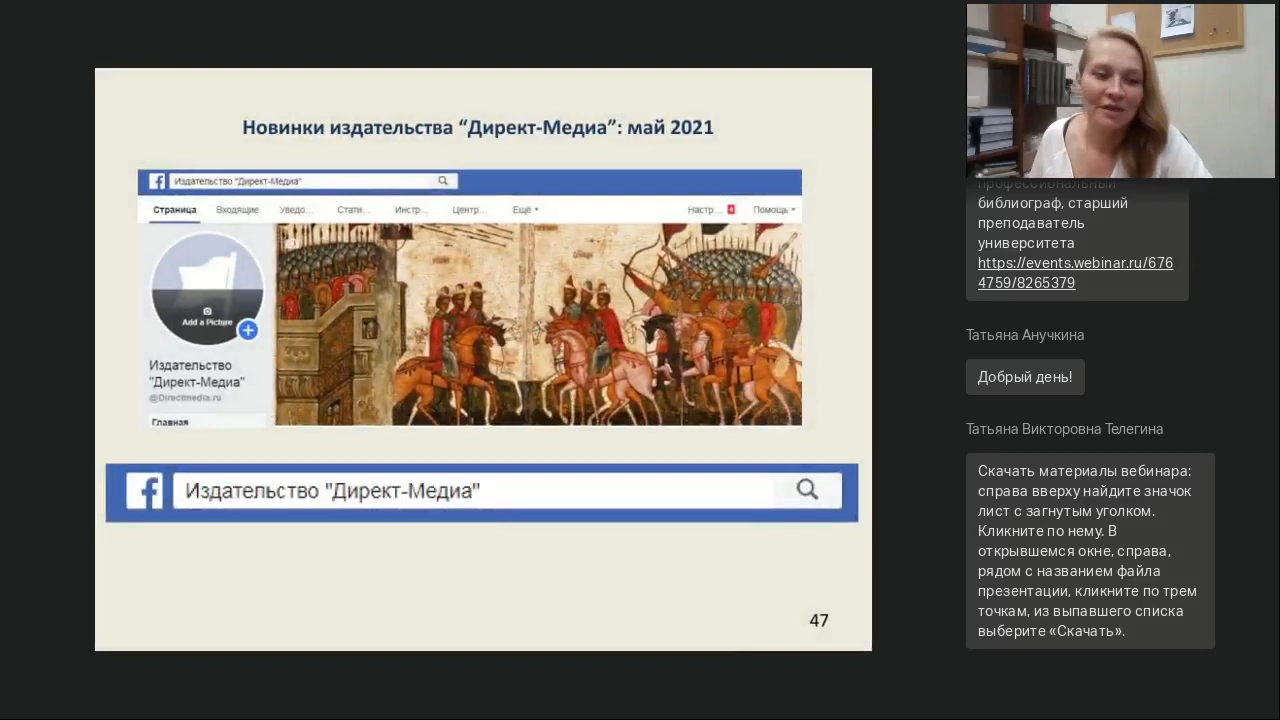 Новинки издательства “Директ-Медиа”: май 2021
Издательство "Директ-Медиа"
Страница Входящие Уведо... Стати... Инстр... Центр... Ещё Настр... 4 Помощь
Add a Picture
Издательство
"Директ-Медиа"
@Directmedia.ru
Главная
Издательство "Директ-Медиа"
47
профессиональный
библиограф, старший
преподаватель
университета
https://events.webinar.ru/676
4759/8265379
Татьяна Анучкина
Добрый день!
Татьяна Викторовна Телегина
Скачать материалы вебинара:
справа вверху найдите значок
лист с загнутым уголком.
Кликните по нему. В
открывшемся окне, справа,
рядом с названием файла
презентации, кликните по трем
точкам, из выпавшего списка
выберите «Скачать».